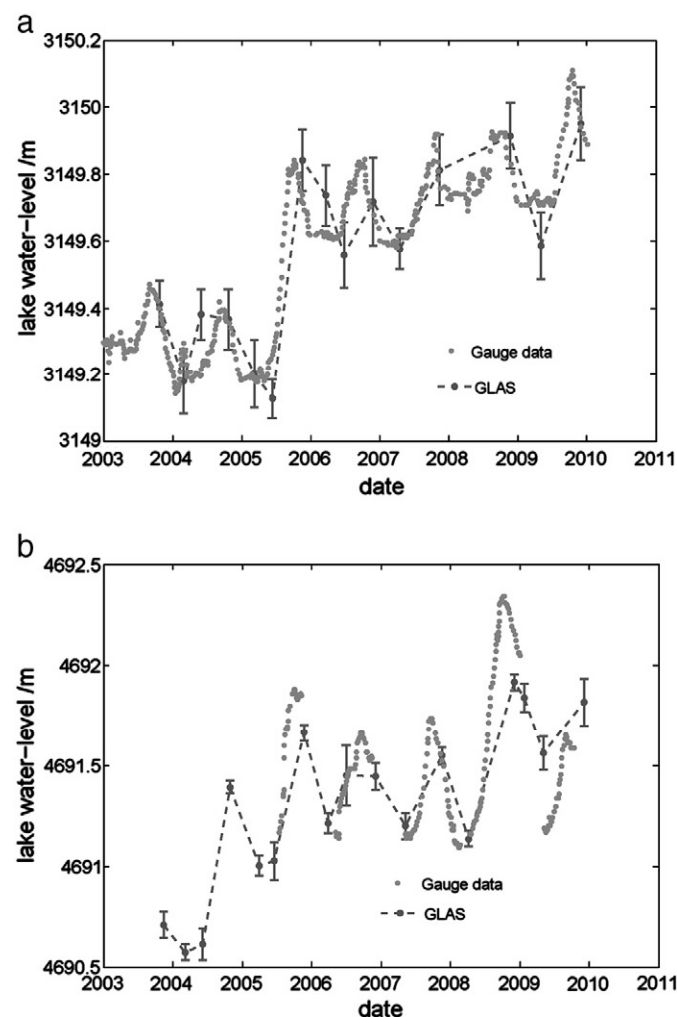 a
3150.2
3150
3149.8
3149.6
3149.4
3149.2
3149
lake water-level /m
Gauge data
GLAS
2003 2004 2005 2006 2007 2008 2009 2010 2011
date
b
4692.5
4692
4691.5
4691
4690.5
lake water-level /m
Gauge data
GLAS
2003 2004 2005 2006 2007 2008 2009 2010 2011
date